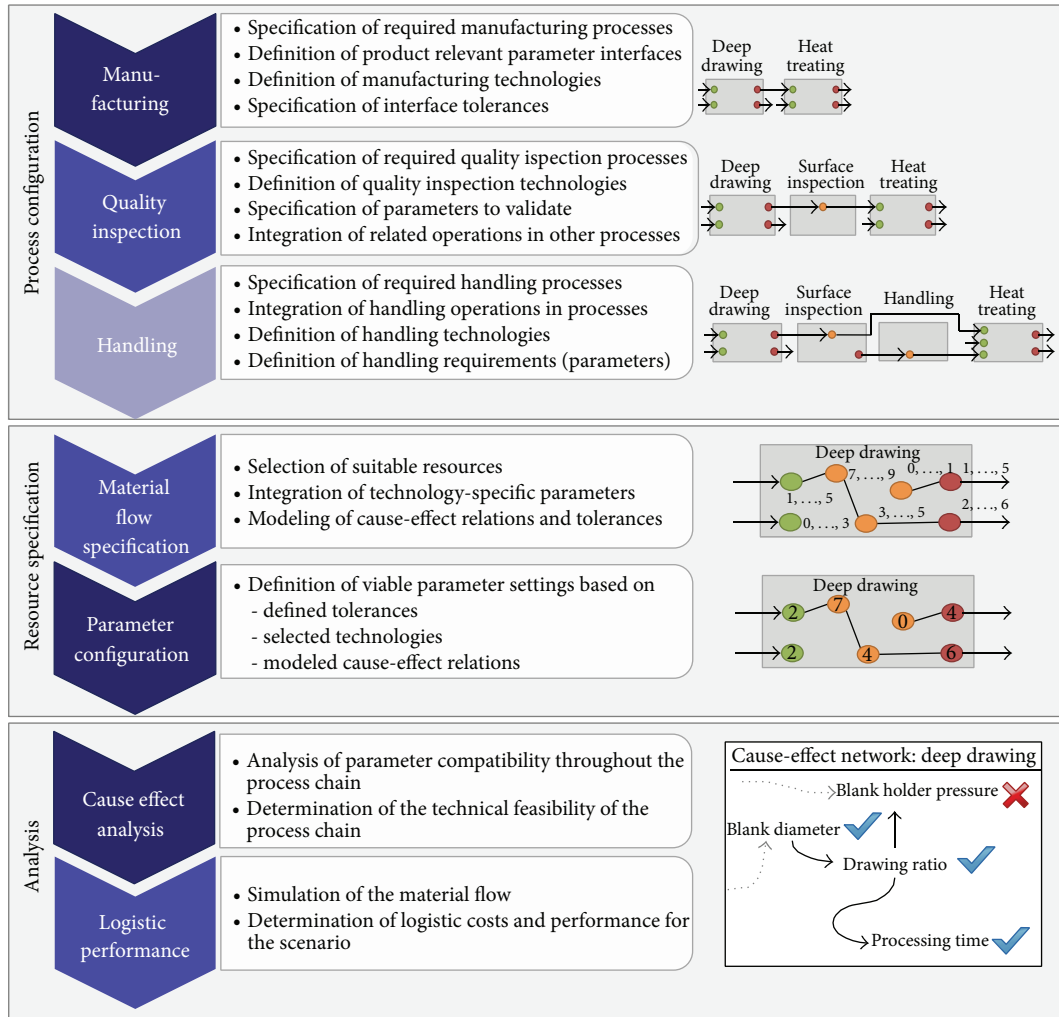 Process configuration
Manu-
facturing
• Specification of required manufacturing processes
• Definition of product relevant parameter interfaces
• Definition of manufacturing technologies
• Specification of interface tolerances
Deep
drawing
Heat
treating
Quality
inspection
• Specification of required quality ispection processes
• Definition of quality inspection technologies
• Specification of parameters to validate
• Integration of related operations in other processes
Deep
drawing
Surface
inspection
Heat
treating
Handling
• Specification of required handling processes
• Integration of handling operations in processes
• Definition of handling technologies
• Definition of handling requirements (parameters)
Deep
drawing
Surface
inspection
Handling
Heat
treating
Resource specification
Material
flow
specification
• Selection of suitable resources
• Integration of technology-specific parameters
• Modeling of cause-effect relations and tolerances
Deep drawing
7, …, 9
0, …, 1
1, …, 5
1, …, 5
0, …, 3
3, …, 5
2, …, 6
Parameter
configuration
• Definition of viable parameter settings based on
- defined tolerances
- selected technologies
- modeled cause-effect relations
Deep drawing
2
7
0
4
2
4
6
Analysis
Cause effect
analysis
• Analysis of parameter compatibility throughout the
process chain
• Determination of the technical feasibility of the
process chain
Logistic
performance
• Simulation of the material flow
• Determination of logistic costs and performance for
the scenario
Cause-effect network: deep drawing
Blank holder pressure
Blank diameter
Drawing ratio
Processing time